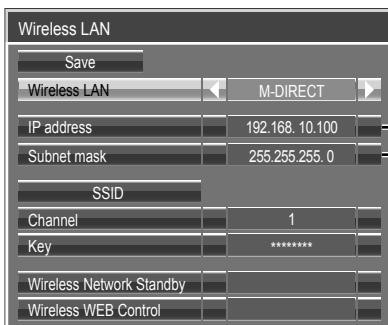 Wireless LAN
Save
Wireless LAN M-DIRECT
IP address 192.168. 10.100
Subnet mask 255.255.255. 0
SSID
Channel 1
Key ********
Wireless Network Standby
Wireless WEB Control